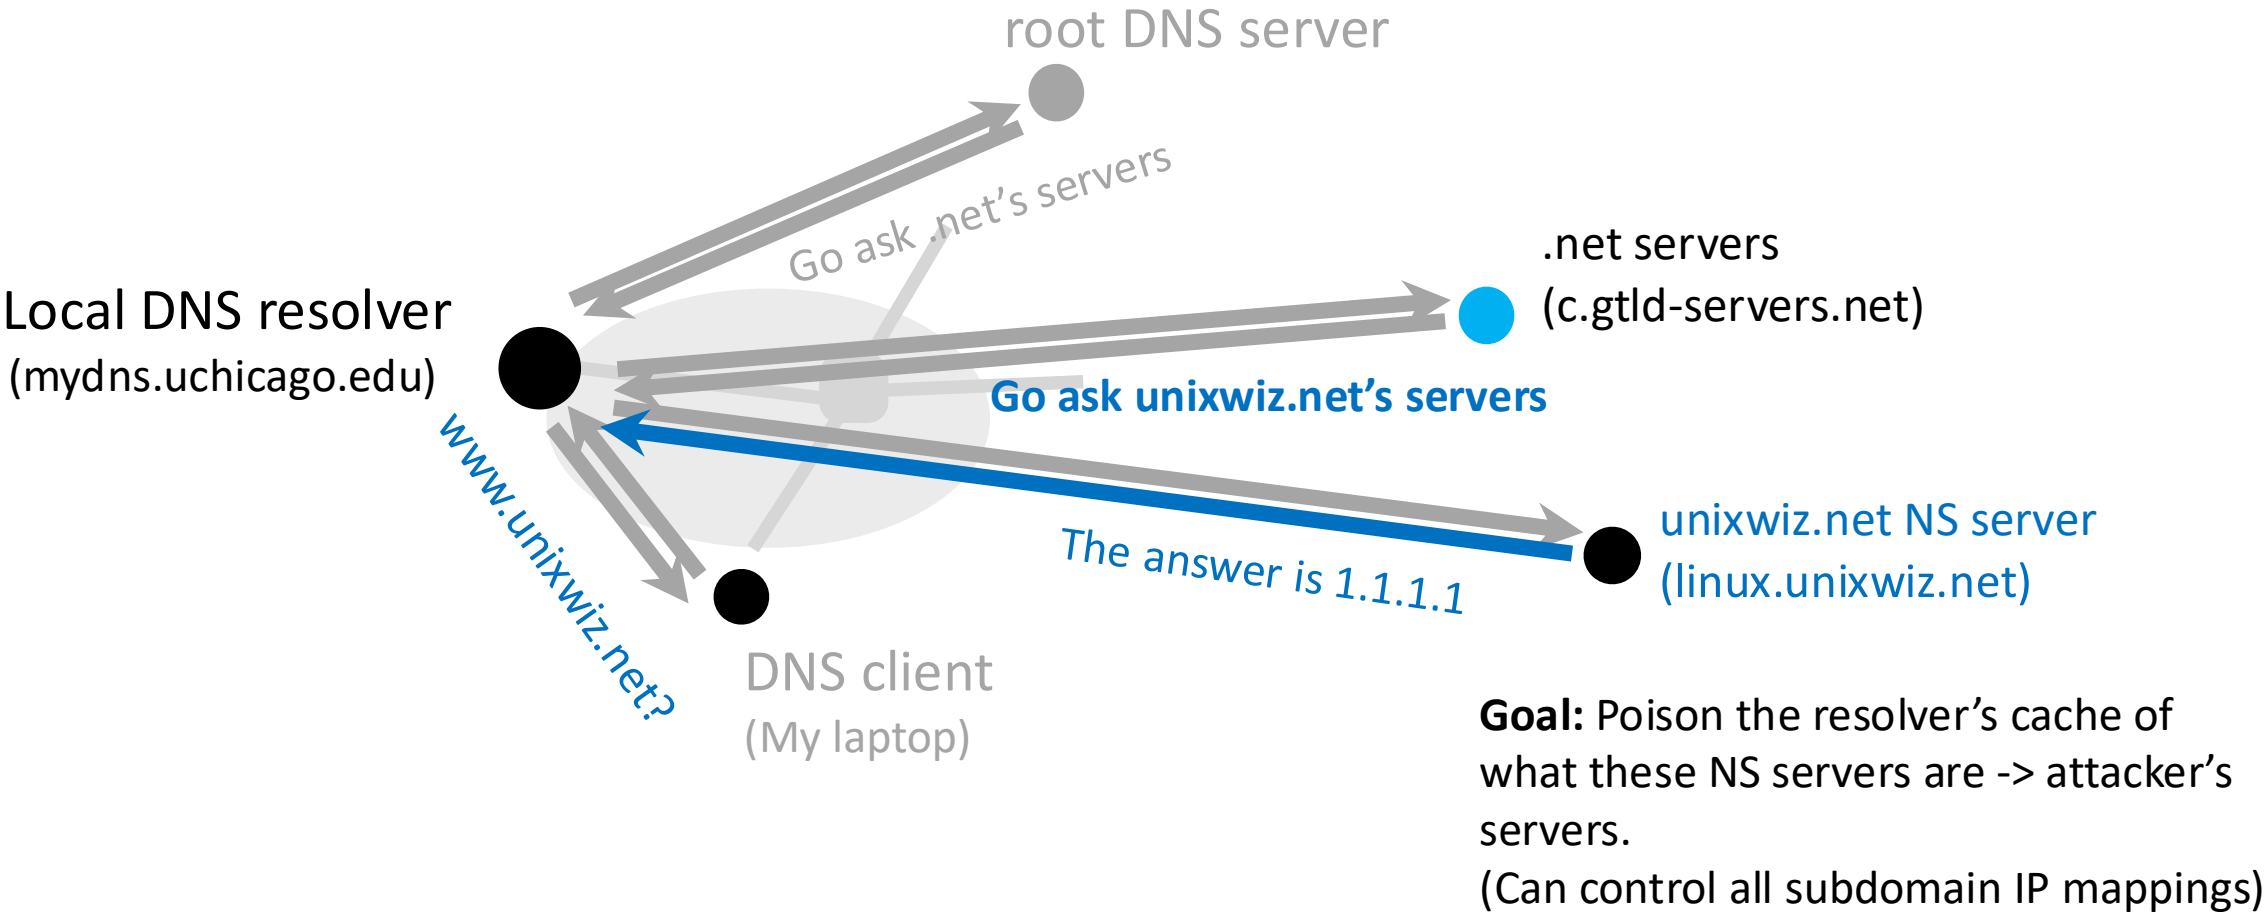 root DNS server
Go ask .net’s servers
.net servers
(c.gtld-servers.net)
Local DNS resolver
(mydns.uchicago.edu)
Go ask unixwiz.net’s servers
www.unixwiz.net?
The answer is 1.1.1.1
unixwiz.net NS server
(linux.unixwiz.net)
DNS client
(My laptop)
Goal: Poison the resolver’s cache of
what these NS servers are -> attacker’s
servers.
(Can control all subdomain IP mappings)